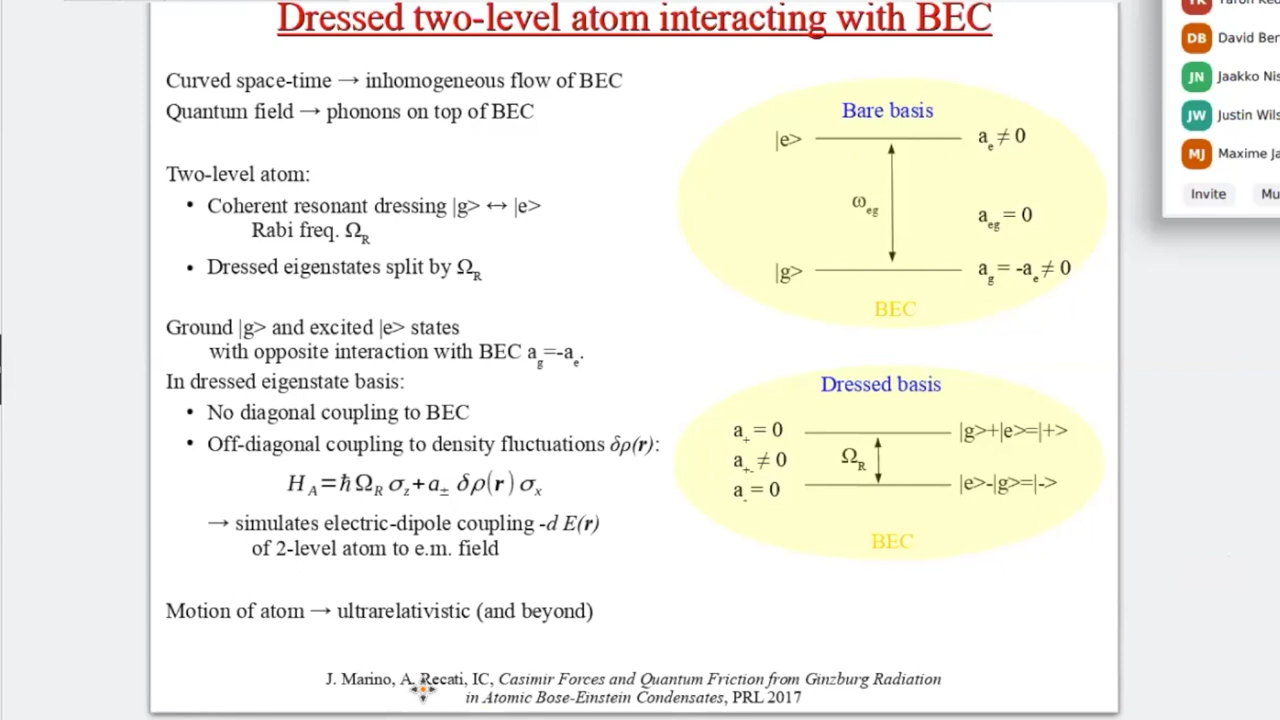 Dressed two-level atom interacting with BEC
Curved space-time → inhomogeneous flow of BEC
Quantum field → phonons on top of BEC
Two-level atom:
• Coherent resonant dressing |g> ↔ |e>
Rabi freq. Ω_R
• Dressed eigenstates split by Ω_R
Ground |g> and excited |e> states
with opposite interaction with BEC a_g=-a_e.
In dressed eigenstate basis:
• No diagonal coupling to BEC
• Off-diagonal coupling to density fluctuations δρ(r):
H_A=ħΩ_R σ_z+a_± δρ(r)σ_x
→ simulates electric-dipole coupling -d E(r)
of 2-level atom to e.m. field
Motion of atom → ultrarelativistic (and beyond)
Bare basis
|e> a_e ≠ 0
ω_eg
a_eg = 0
|g> a_g = -a_e ≠ 0
BEC
Dressed basis
a_+ = 0 |g>+|e>=|+>
a_+- ≠ 0 Ω_R
a_- = 0 |e>-|g>=|->
BEC
J. Marino, A. Recati, IC, Casimir Forces and Quantum Friction from Ginzburg Radiation
in Atomic Bose-Einstein Condensates, PRL 2017
DB David Ber
JN Jaakko Nis
JW Justin Wils
MJ Maxime Ja
Invite Mu